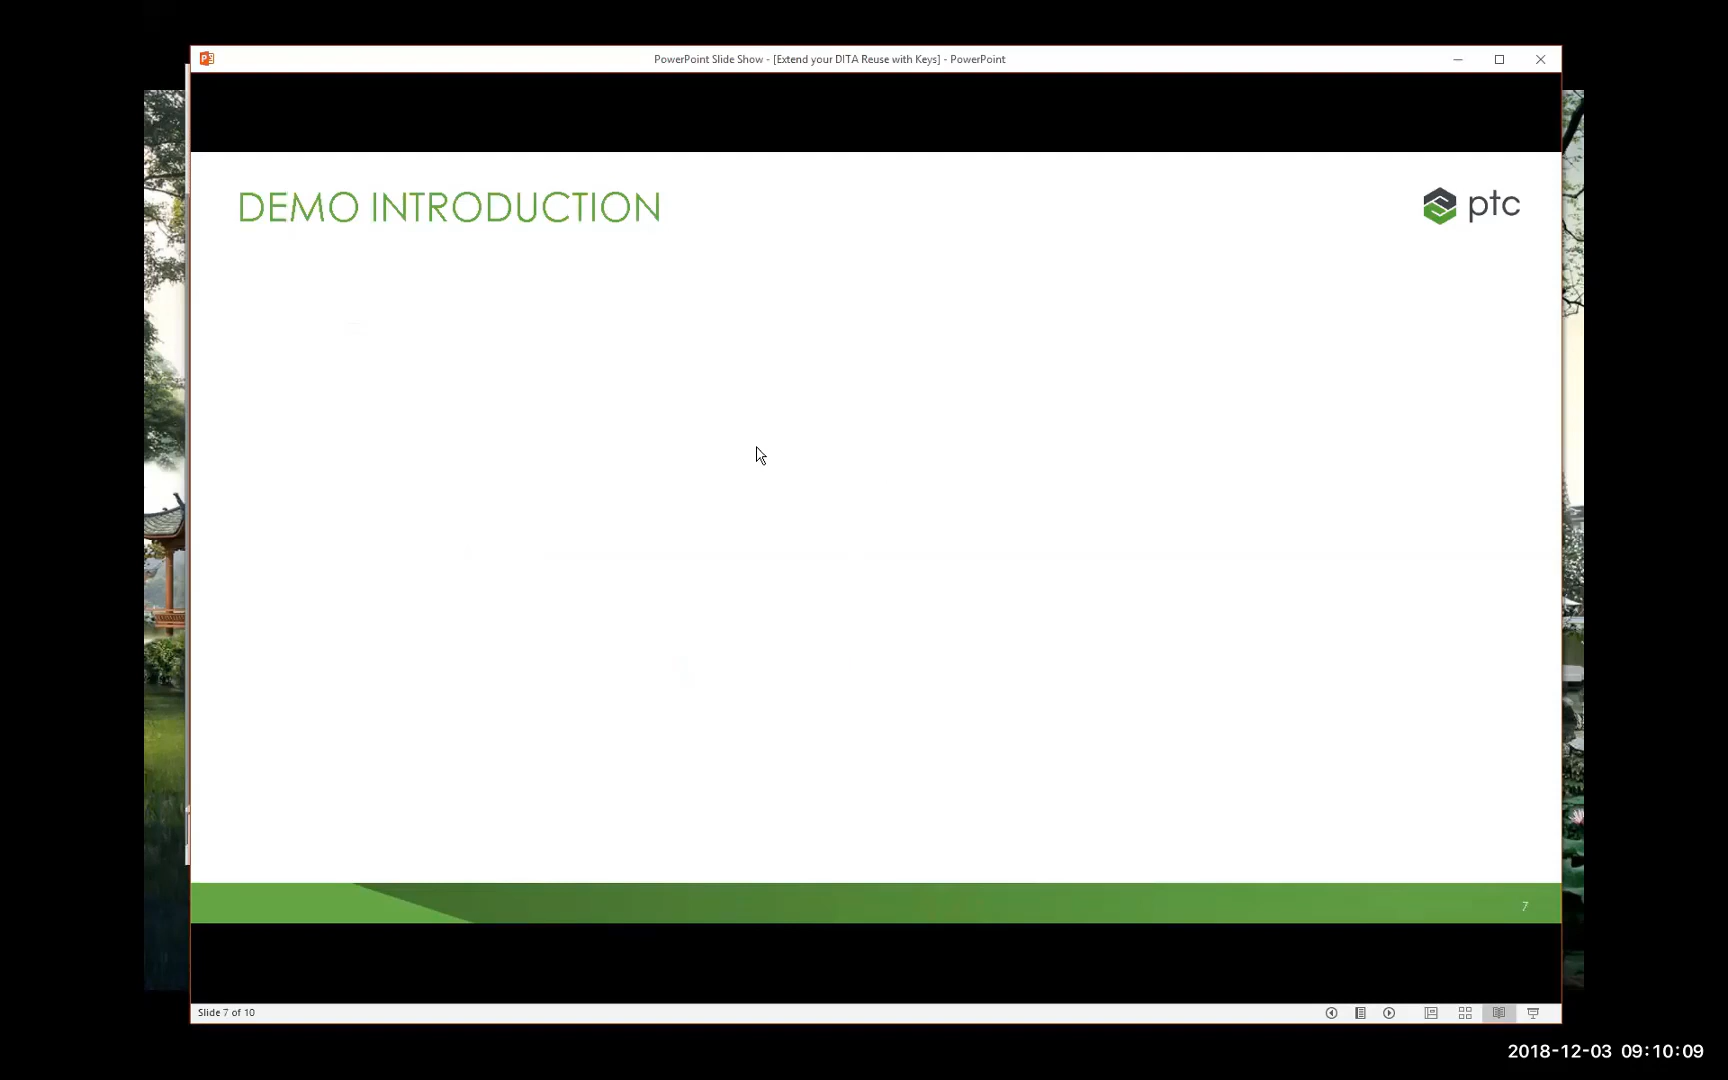 PowerPoint Slide Show - [Extend your DITA Reuse with Keys] - PowerPoint
DEMO INTRODUCTION
ptc
7
Slide 7 of 10
2018-12-03 09:10:09